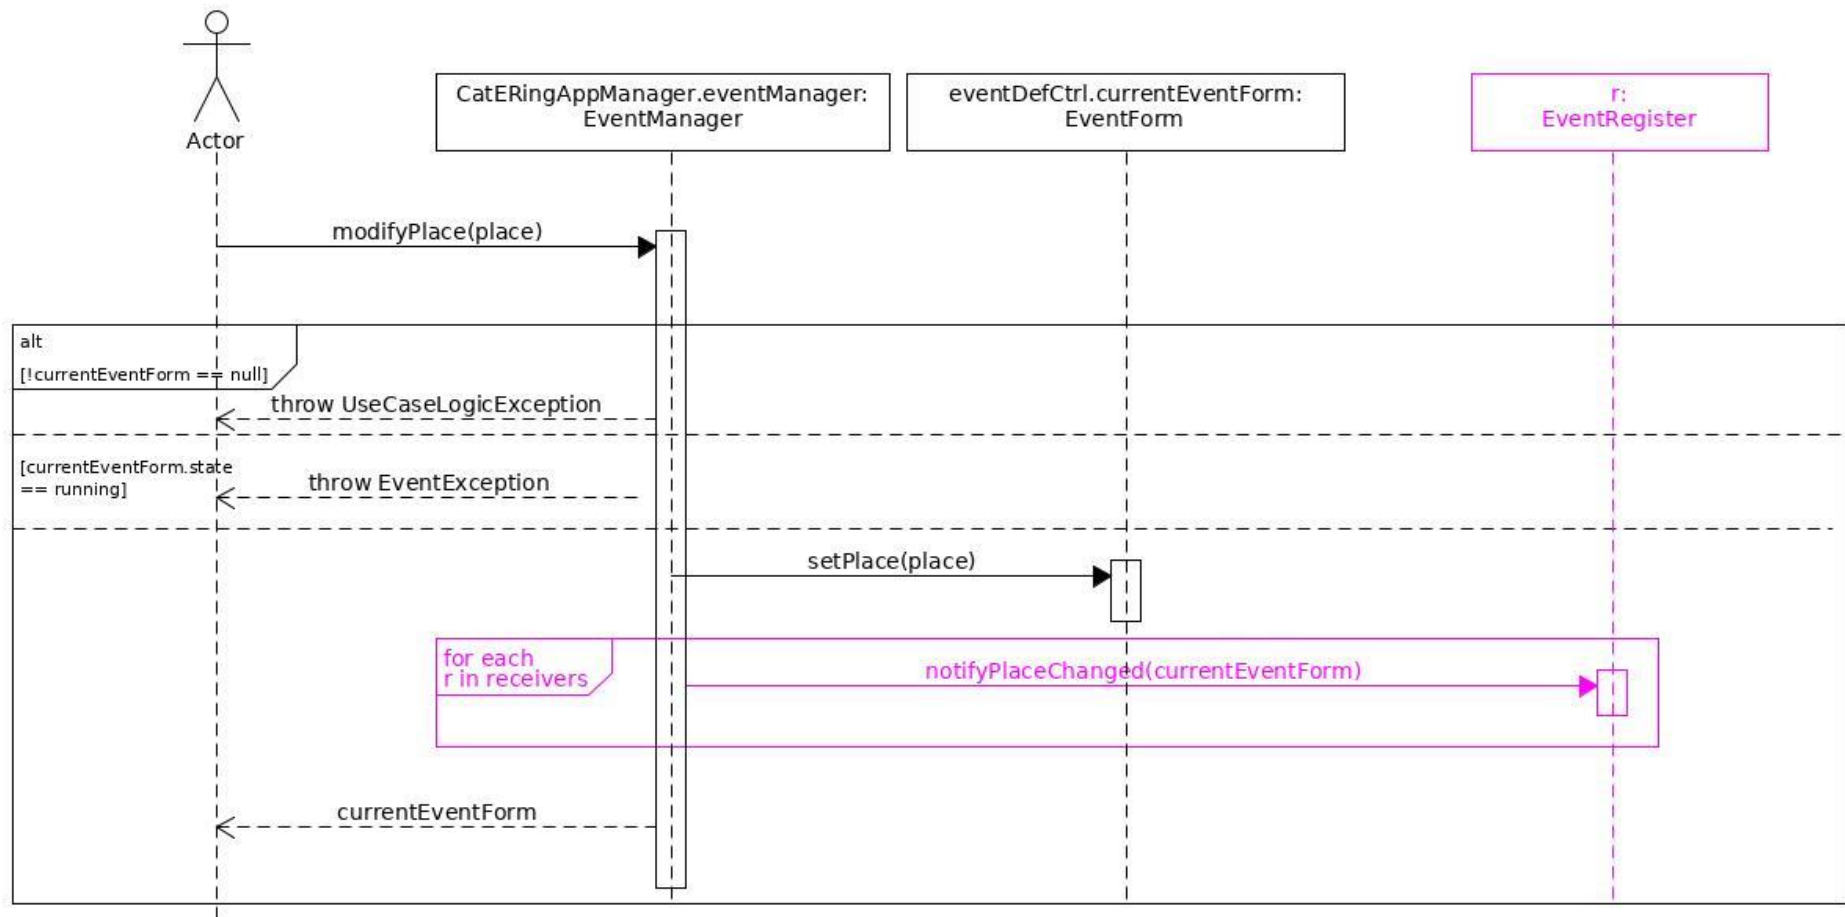 Actor
CatERingAppManager.eventManager:
EventManager
eventDefCtrl.currentEventForm:
EventForm
r:
EventRegister
modifyPlace(place)
alt
[!currentEventForm == null]
throw UseCaseLogicException
[currentEventForm.state
== running]
throw EventException
setPlace(place)
for each
r in receivers
notifyPlaceChanged(currentEventForm)
currentEventForm